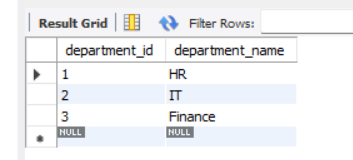 Result Grid Filter Rows:
department_id department_name
1 HR
2 IT
3 Finance
NULL NULL